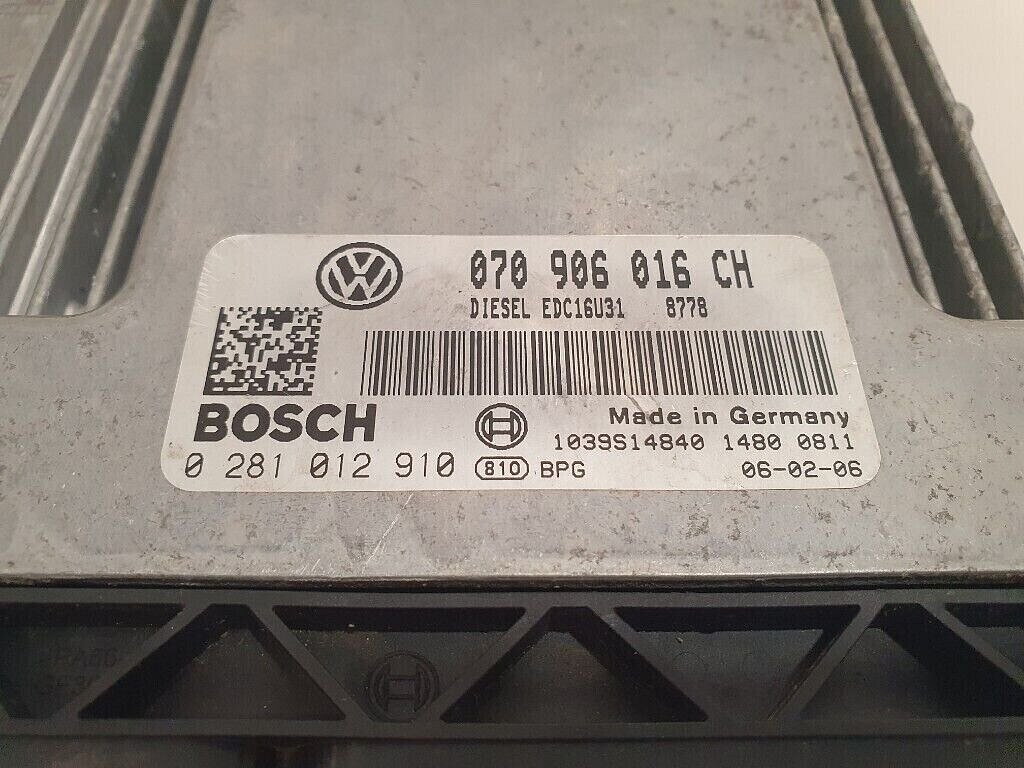 070 906 016 CH
DIESEL EDC16U31 8778
BOSCH
Made in Germany
1039S14840 1480 0811
0 281 012 910 810 BPG 06-02-06